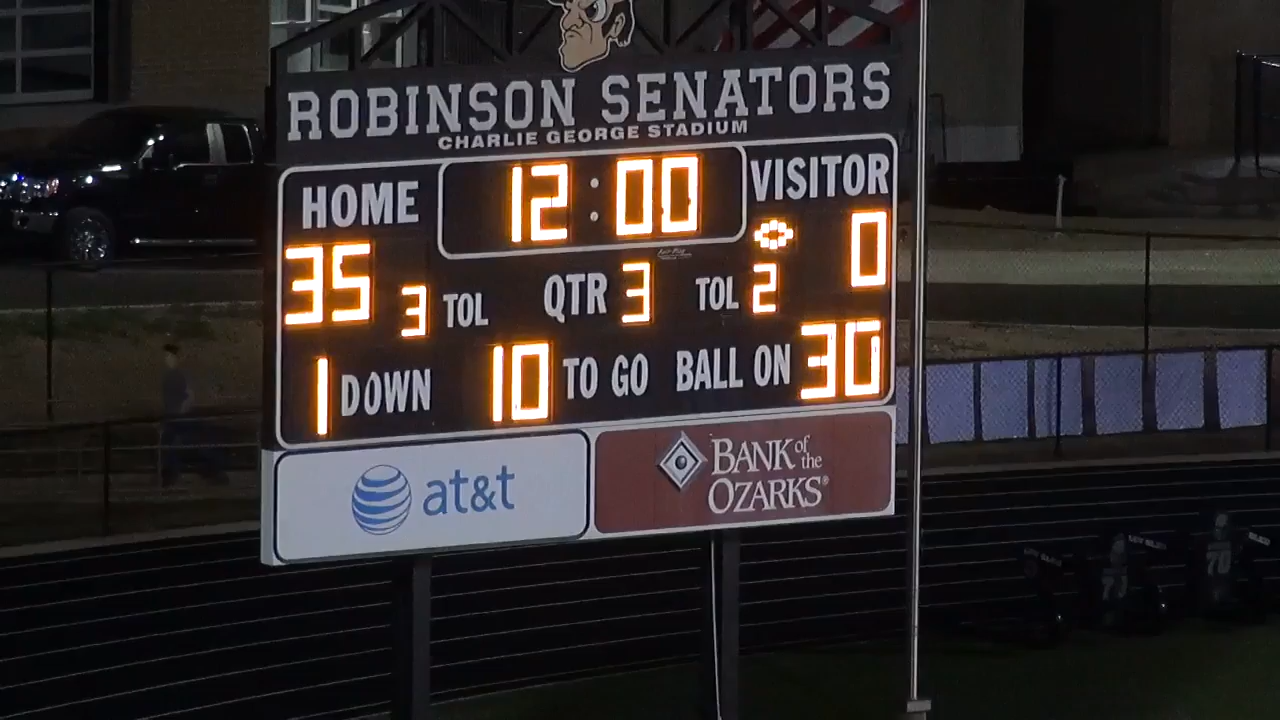 ROBINSON SENATORS
CHARLIE GEORGE STADIUM
HOME 12:00 VISITOR
35 3 TOL QTR 3 TOL 2 0
1 DOWN 10 TO GO BALL ON 30
at&t
BANK of the
OZARKS®
70